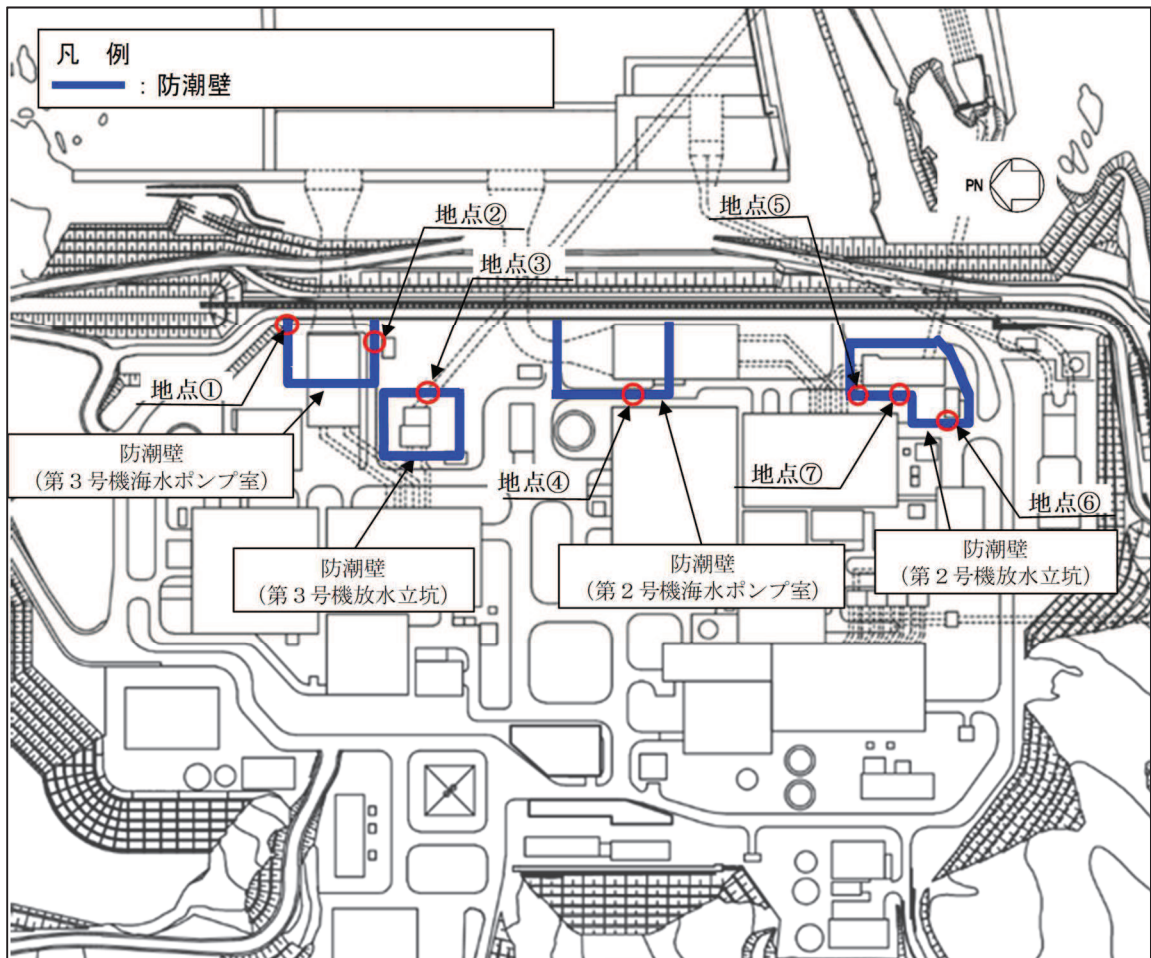 凡 例
：防潮壁
PN
地点②
地点⑤
地点③
地点①
防潮壁
（第３号機海水ポンプ室）
地点④
地点⑦
地点⑥
防潮壁
（第３号機放水立坑）
防潮壁
（第２号機海水ポンプ室）
防潮壁
（第２号機放水立坑）